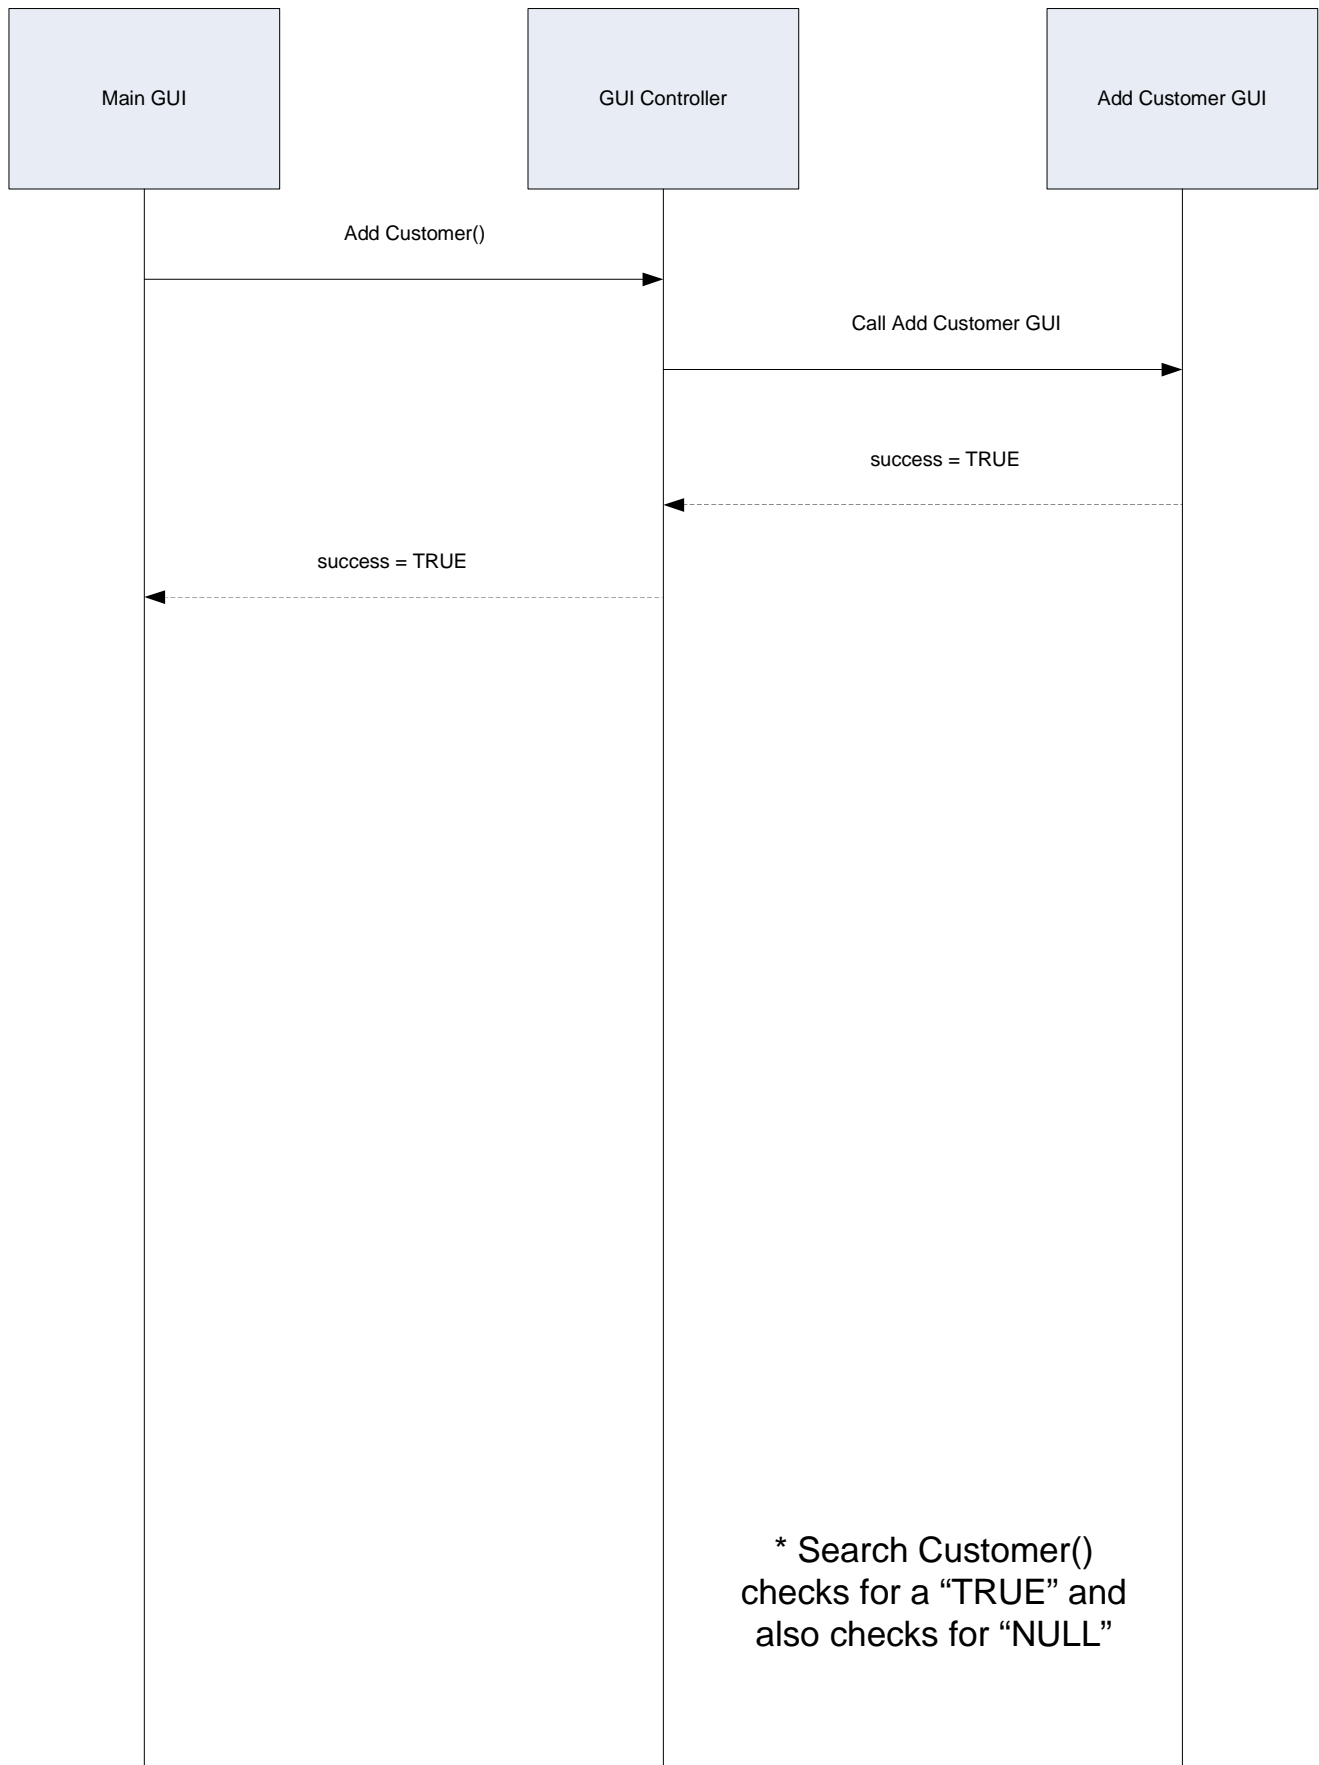 Main GUI
GUI Controller
Add Customer GUI
Add Customer()
Call Add Customer GUI
success = TRUE
success = TRUE
* Search Customer()
checks for a “TRUE” and
also checks for “NULL”